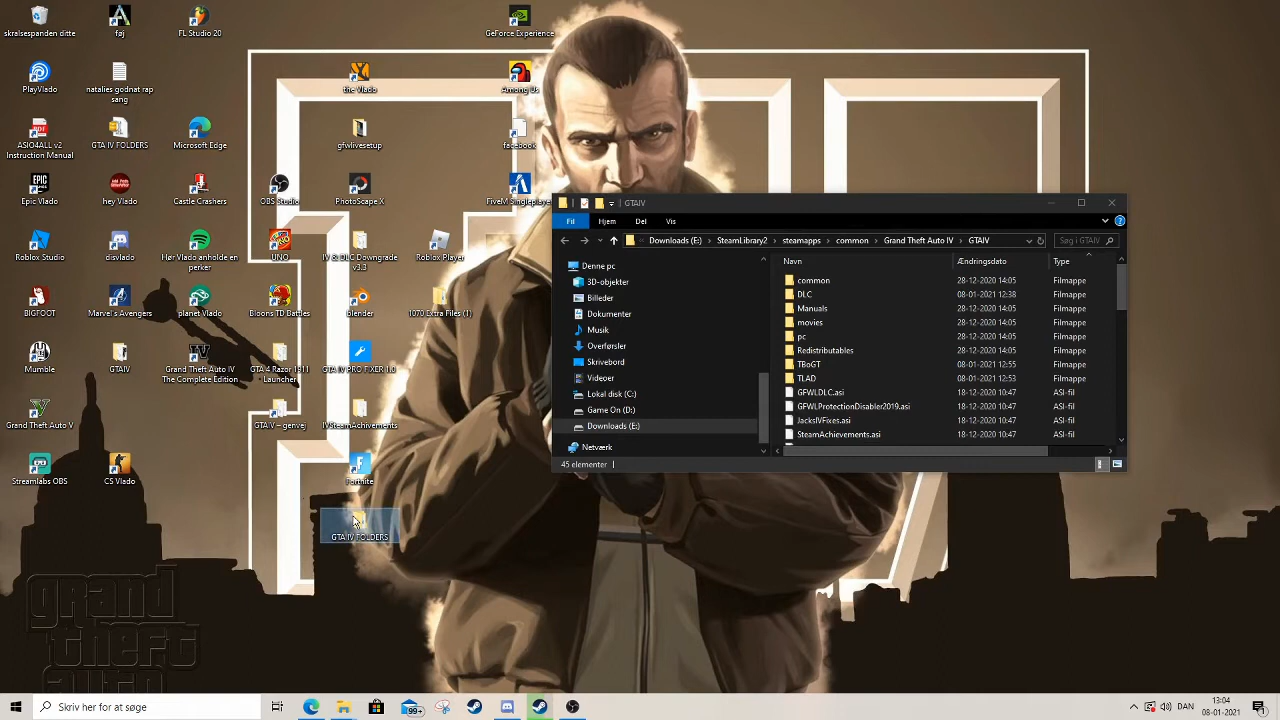 skralsespanden ditte
føj
FL Studio 20
GeForce Experience
PlayVlado
natalies godnat rap
sang
the Vlado
Among Us
ASIO4ALL v2
Instruction Manual
GTA IV FOLDERS
Microsoft Edge
gfwlivesetup
facebook
Epic Vlado
hey Vlado
Castle Crashers
OBS Studio
PhotoScape X
FiveM Singleplayer
Roblox Studio
disvlado
Hør Vlado anholde en
perker
UNO
IV & DLC Downgrade
v3.3
Roblox Player
BIGFOOT
Marvel's Avengers
planet Vlado
Bloons TD Battles
blender
1070 Extra Files (1)
Mumble
GTAIV
Grand Theft Auto IV
The Complete Edition
GTA 4 Razor 1911
- Launcher
GTA IV PRO FIXER 1.0
Grand Theft Auto V
GTAIV – genvej
IVSteamAchievements
Streamlabs OBS
CS Vlado
Fortnite
GTA IV FOLDERS
GTAIV
Fil
Hjem
Del
Vis
Downloads (E:) › SteamLibrary2 › steamapps › common › Grand Theft Auto IV › GTAIV
Søg i GTAIV
Navn
Ændringsdato
Type
Denne pc
3D-objekter
Billeder
Dokumenter
Musik
Overførsler
Skrivebord
Videoer
Lokal disk (C:)
Game On (D:)
Downloads (E:)
Netværk
common 28-12-2020 14:05 Filmappe
DLC 08-01-2021 12:38 Filmappe
Manuals 28-12-2020 14:05 Filmappe
movies 28-12-2020 14:05 Filmappe
pc 28-12-2020 14:05 Filmappe
Redistributables 28-12-2020 14:05 Filmappe
TBoGT 08-01-2021 12:55 Filmappe
TLAD 08-01-2021 12:53 Filmappe
GFWLDLC.asi 18-12-2020 10:47 ASI-fil
GFWLProtectionDisabler2019.asi 18-12-2020 10:47 ASI-fil
JacksIVFixes.asi 18-12-2020 10:47 ASI-fil
SteamAchievements.asi 18-12-2020 10:47 ASI-fil
45 elementer
grand
theft
auto
Skriv her for at søge
99+
DAN
13:04
08-01-2021
1